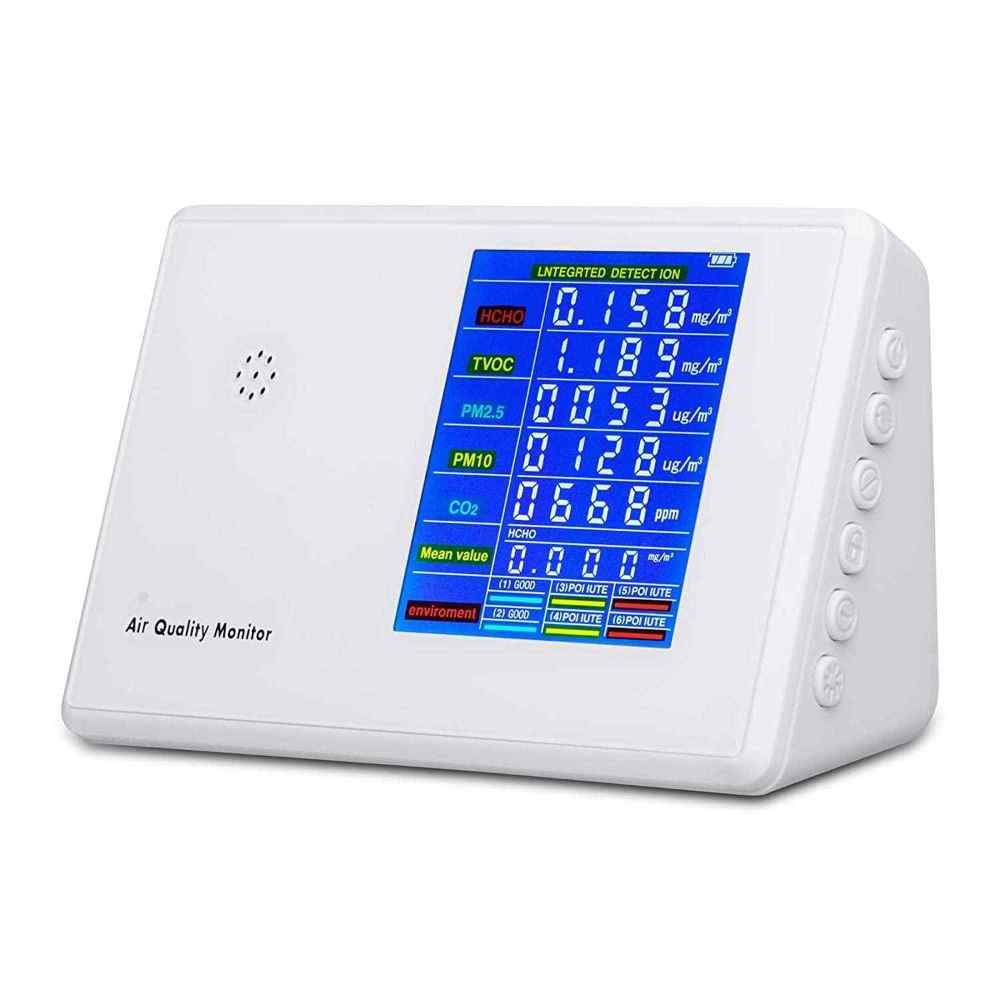 LNTEGRTED DETECT ION
HCHO 0.158 mg/m³
TVOC 1.189 mg/m³
PM2.5 0053 ug/m³
PM10 0128 ug/m³
CO2 0668 ppm
HCHO
Mean value 0.000 mg/m³
(1) GOOD (3)POI IUTE (5)POI IUTE
enviroment (2) GOOD (4)POI IUTE (6)POI IUTE
Air Quality Monitor